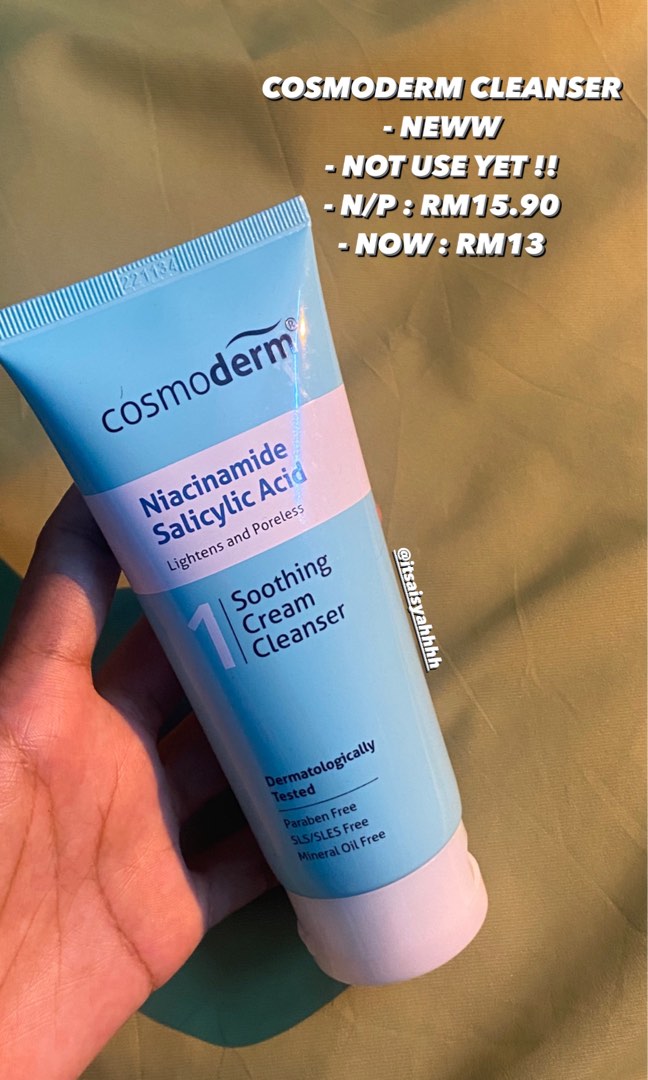 COSMODERM CLEANSER
- NEWW
- NOT USE YET !!
- N/P : RM15.90
- NOW : RM13
221134
cosmoderm®
Niacinamide
Salicylic Acid
Lightens and Poreless
1
Soothing
Cream
Cleanser
@itsaisyahhhh
Dermatologically
Tested
Paraben Free
SLS/SLES Free
Mineral Oil Free